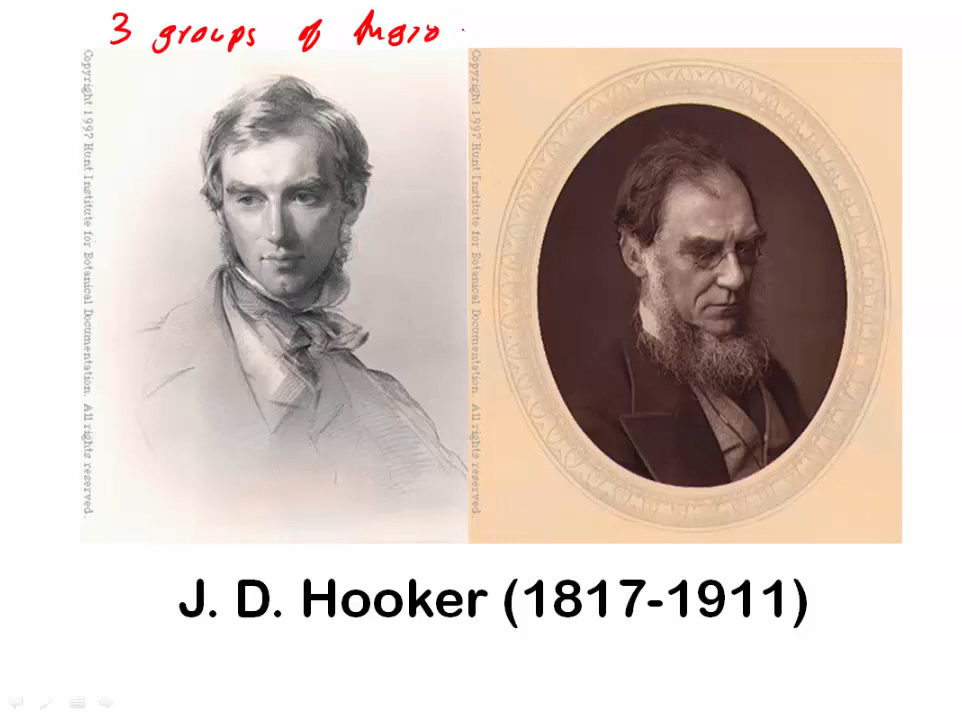 3 groups of
Copyright 1997 Hunt Institute for Botanical Documentation. All rights reserved.
Copyright 1997 Hunt Institute for Botanical Documentation. All rights reserved.
J. D. Hooker (1817-1911)